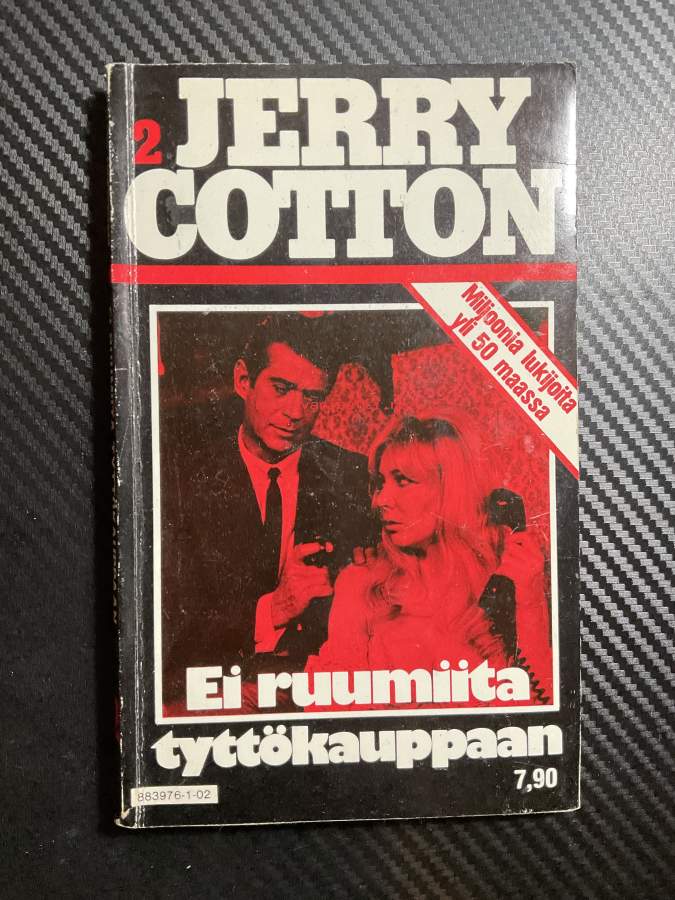 2 JERRY
COTTON
Miljoonia lukijoita
yli 50 maassa
Ei ruumiita
tyttökauppaan
7,90
883976-1-02